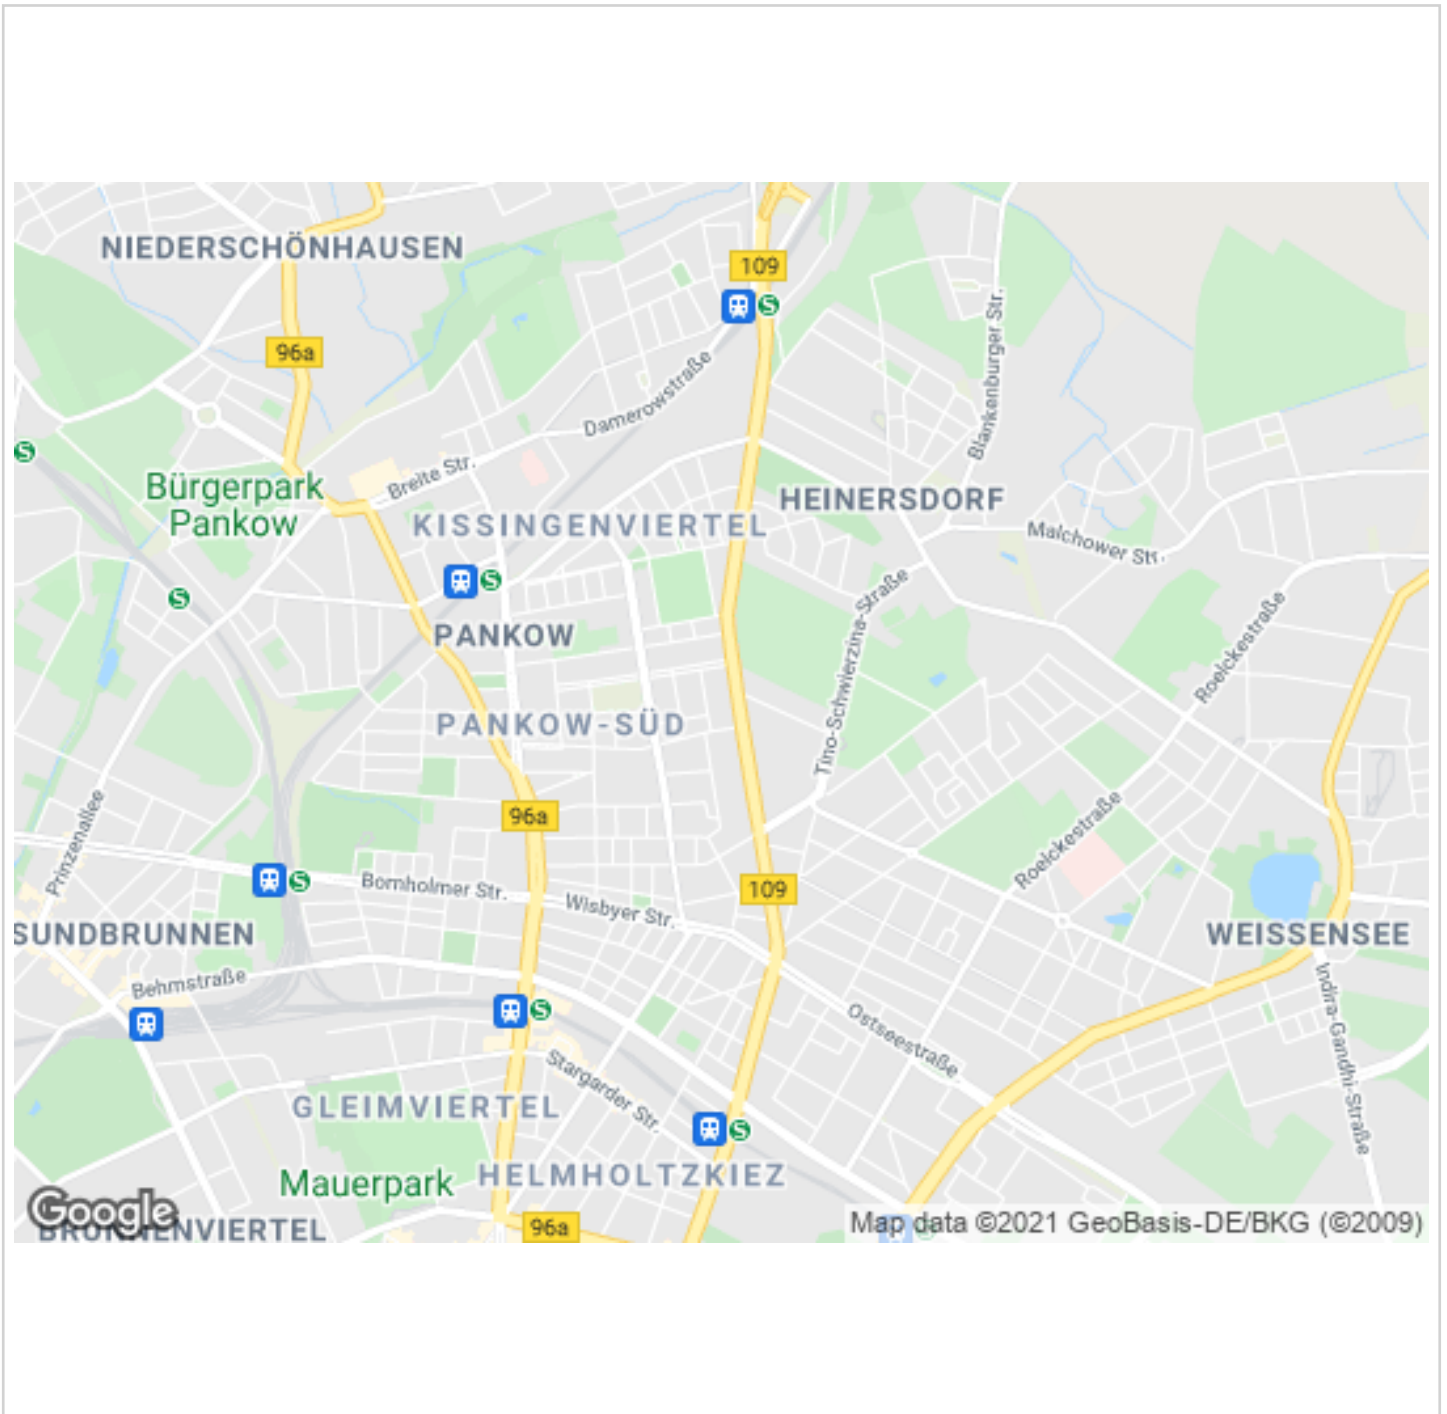 NIEDERSCHÖNHAUSEN
109
S
96a
Blankenburger Str.
Damerowstraße
S
Breite Str.
Bürgerpark
Pankow
HEINERSDORF
KISSINGENVIERTEL
Malchower Str.
S
S
Tino-Schwierzina-Straße
Roelckestraße
PANKOW
PANKOW-SÜD
96a
Prinzenallee
Roelckestraße
S
Bornholmer Str.
109
Wisbyer Str.
SUNDBRUNNEN
WEISSENSEE
Behmstraße
S
Indira-Gandhi-Straße
Ostseestraße
Stargarder Str.
GLEIMVIERTEL
S
HELMHOLTZKIEZ
Mauerpark
Google
BRUNNENVIERTEL
96a
Map data ©2021 GeoBasis-DE/BKG (©2009)